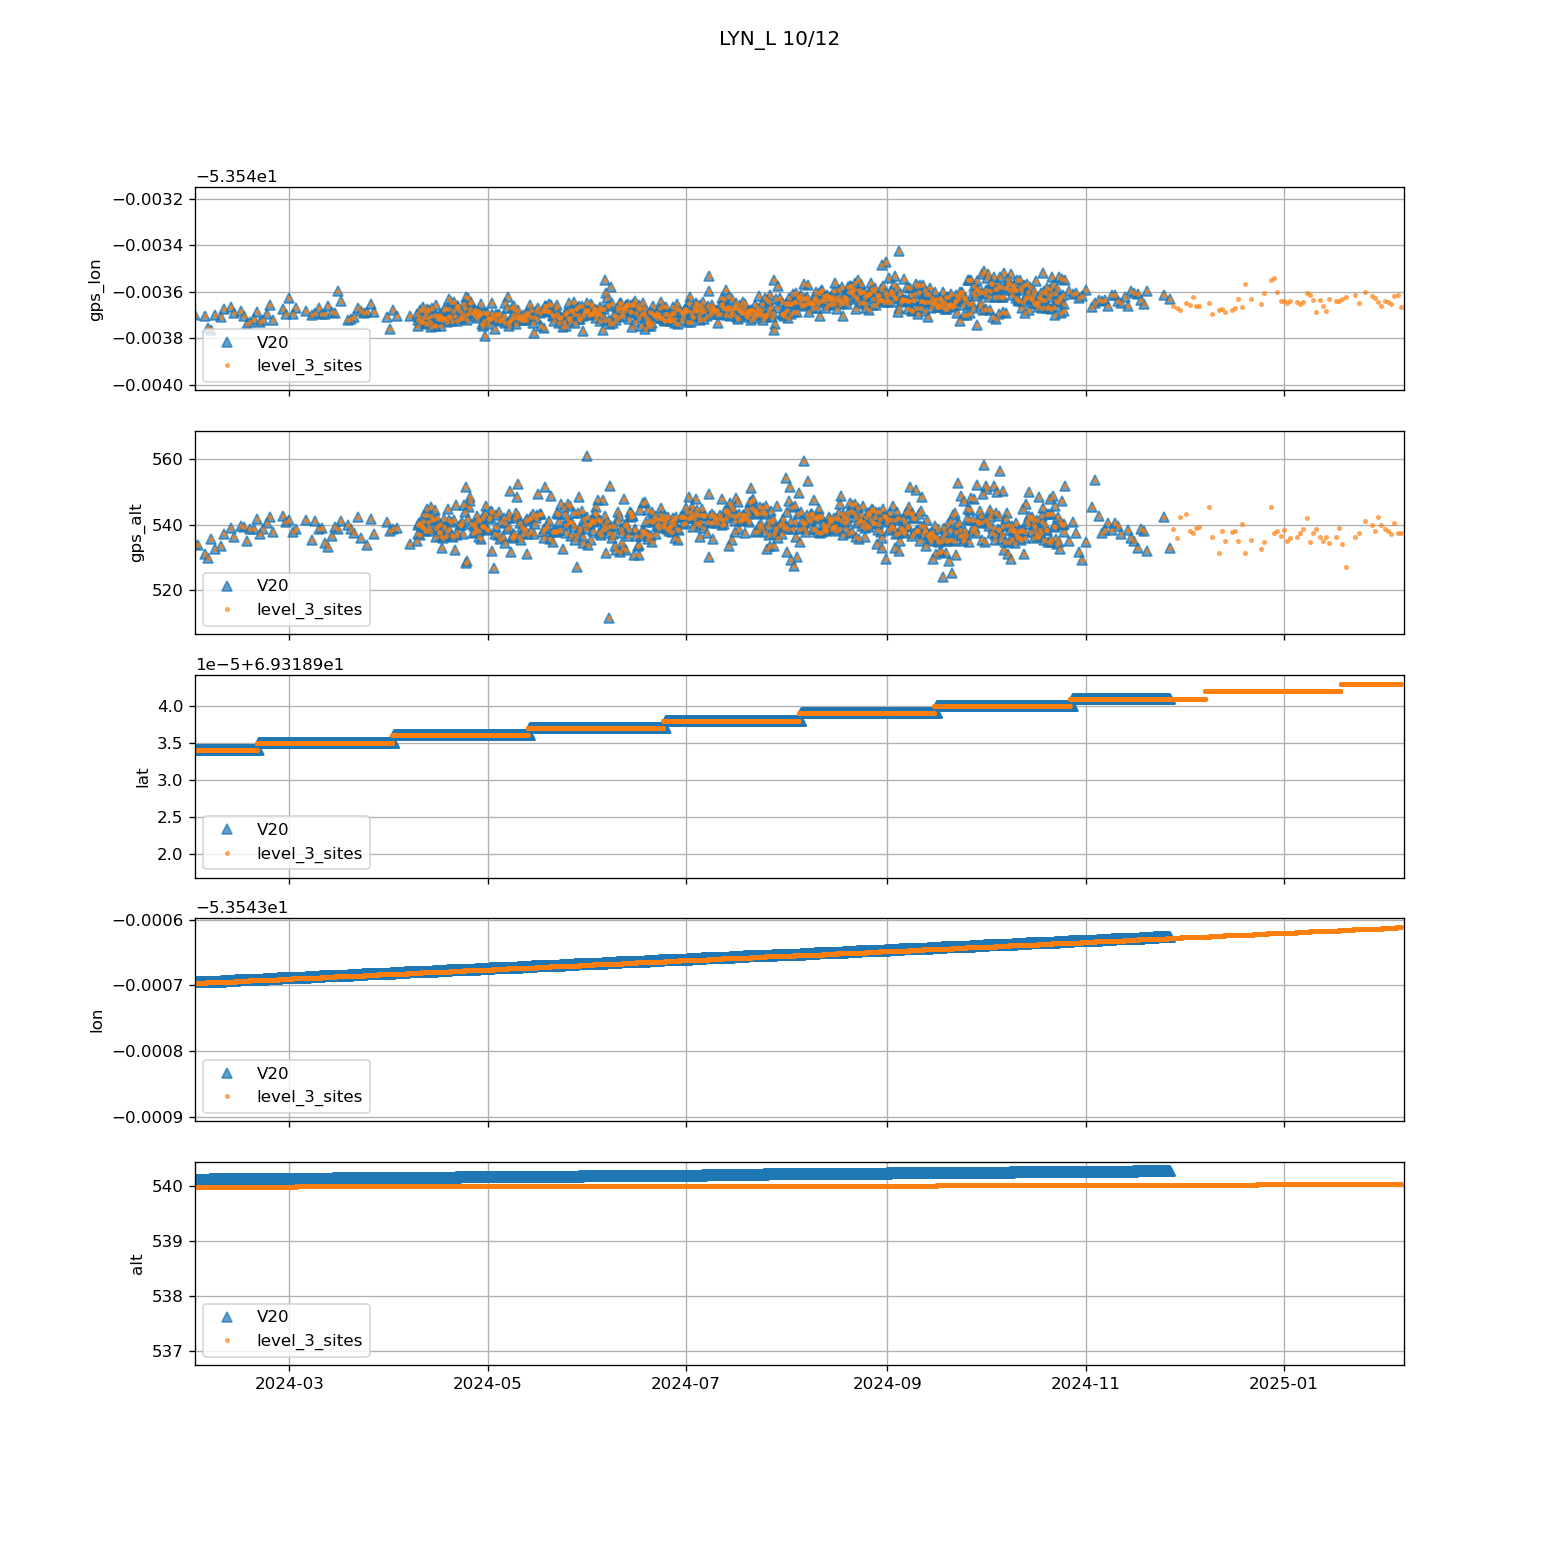 LYN_L 10/12
−5.354e1
−0.0032
−0.0034
−0.0036
−0.0038
−0.0040
gps_lon
V20
level_3_sites
560
540
520
gps_alt
V20
level_3_sites
1e−5+6.93189e1
4.0
3.5
3.0
2.5
2.0
lat
V20
level_3_sites
−5.3543e1
−0.0006
−0.0007
−0.0008
−0.0009
lon
V20
level_3_sites
540
539
538
537
alt
V20
level_3_sites
2024-03 2024-05 2024-07 2024-09 2024-11 2025-01